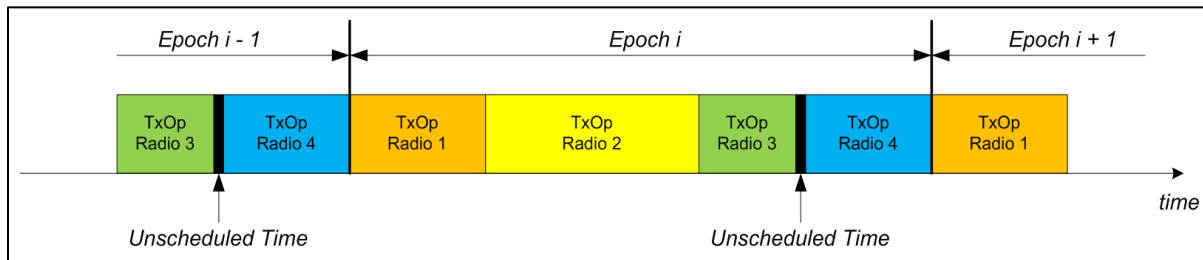 Epoch i - 1
Epoch i
Epoch i + 1
TxOp
Radio 3
TxOp
Radio 4
TxOp
Radio 1
TxOp
Radio 2
TxOp
Radio 3
TxOp
Radio 4
TxOp
Radio 1
time
Unscheduled Time
Unscheduled Time